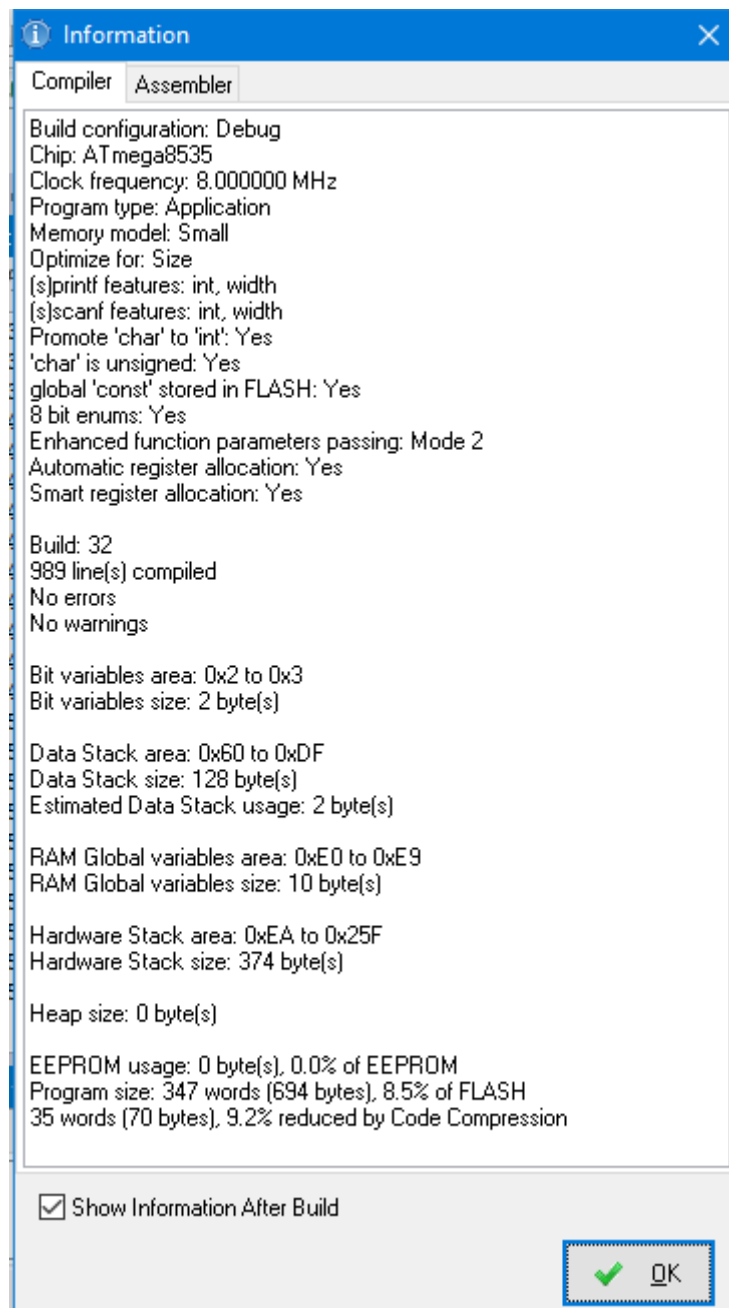 Information
Compiler
Assembler
Build configuration: Debug
Chip: ATmega8535
Clock frequency: 8.000000 MHz
Program type: Application
Memory model: Small
Optimize for: Size
(s)printf features: int, width
(s)scanf features: int, width
Promote 'char' to 'int': Yes
'char' is unsigned: Yes
global 'const' stored in FLASH: Yes
8 bit enums: Yes
Enhanced function parameters passing: Mode 2
Automatic register allocation: Yes
Smart register allocation: Yes
Build: 32
989 line(s) compiled
No errors
No warnings
Bit variables area: 0x2 to 0x3
Bit variables size: 2 byte(s)
Data Stack area: 0x60 to 0xDF
Data Stack size: 128 byte(s)
Estimated Data Stack usage: 2 byte(s)
RAM Global variables area: 0xE0 to 0xE9
RAM Global variables size: 10 byte(s)
Hardware Stack area: 0xEA to 0x25F
Hardware Stack size: 374 byte(s)
Heap size: 0 byte(s)
EEPROM usage: 0 byte(s), 0.0% of EEPROM
Program size: 347 words (694 bytes), 8.5% of FLASH
35 words (70 bytes), 9.2% reduced by Code Compression
Show Information After Build
OK